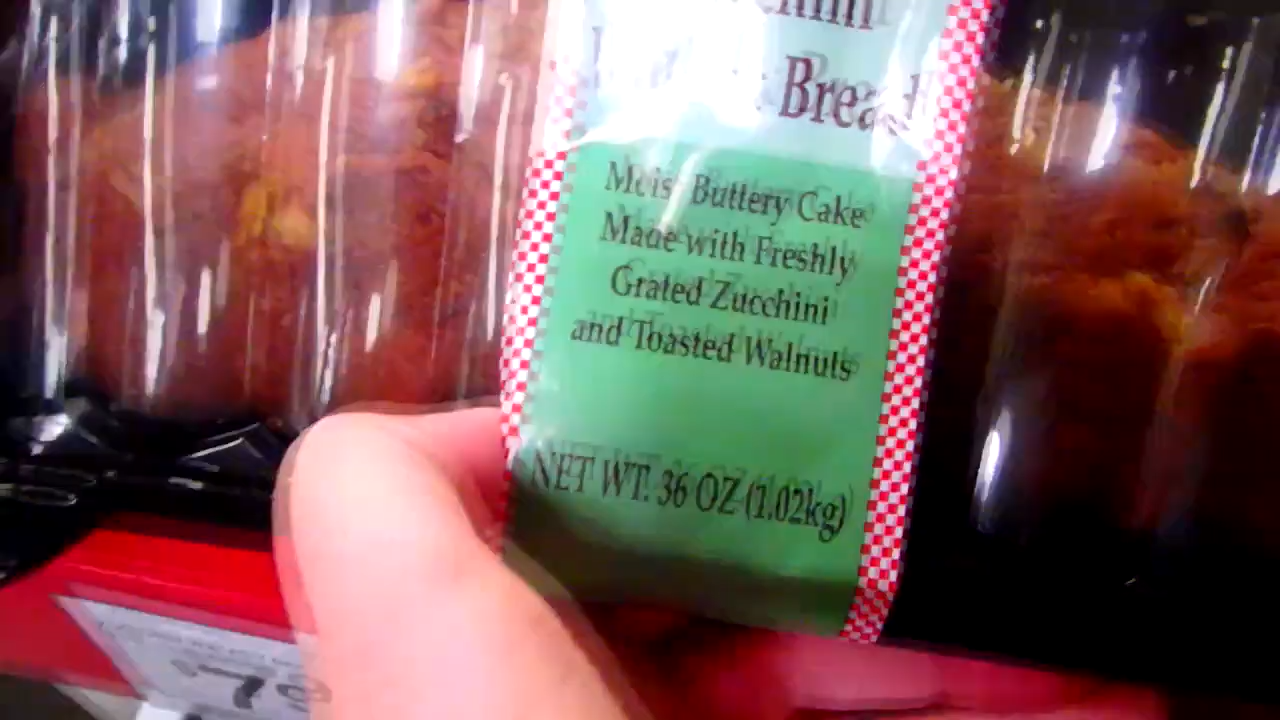 Bread
Moist Buttery Cake
Made with Freshly
Grated Zucchini
and Toasted Walnuts
NET WT. 36 OZ (1.02kg)